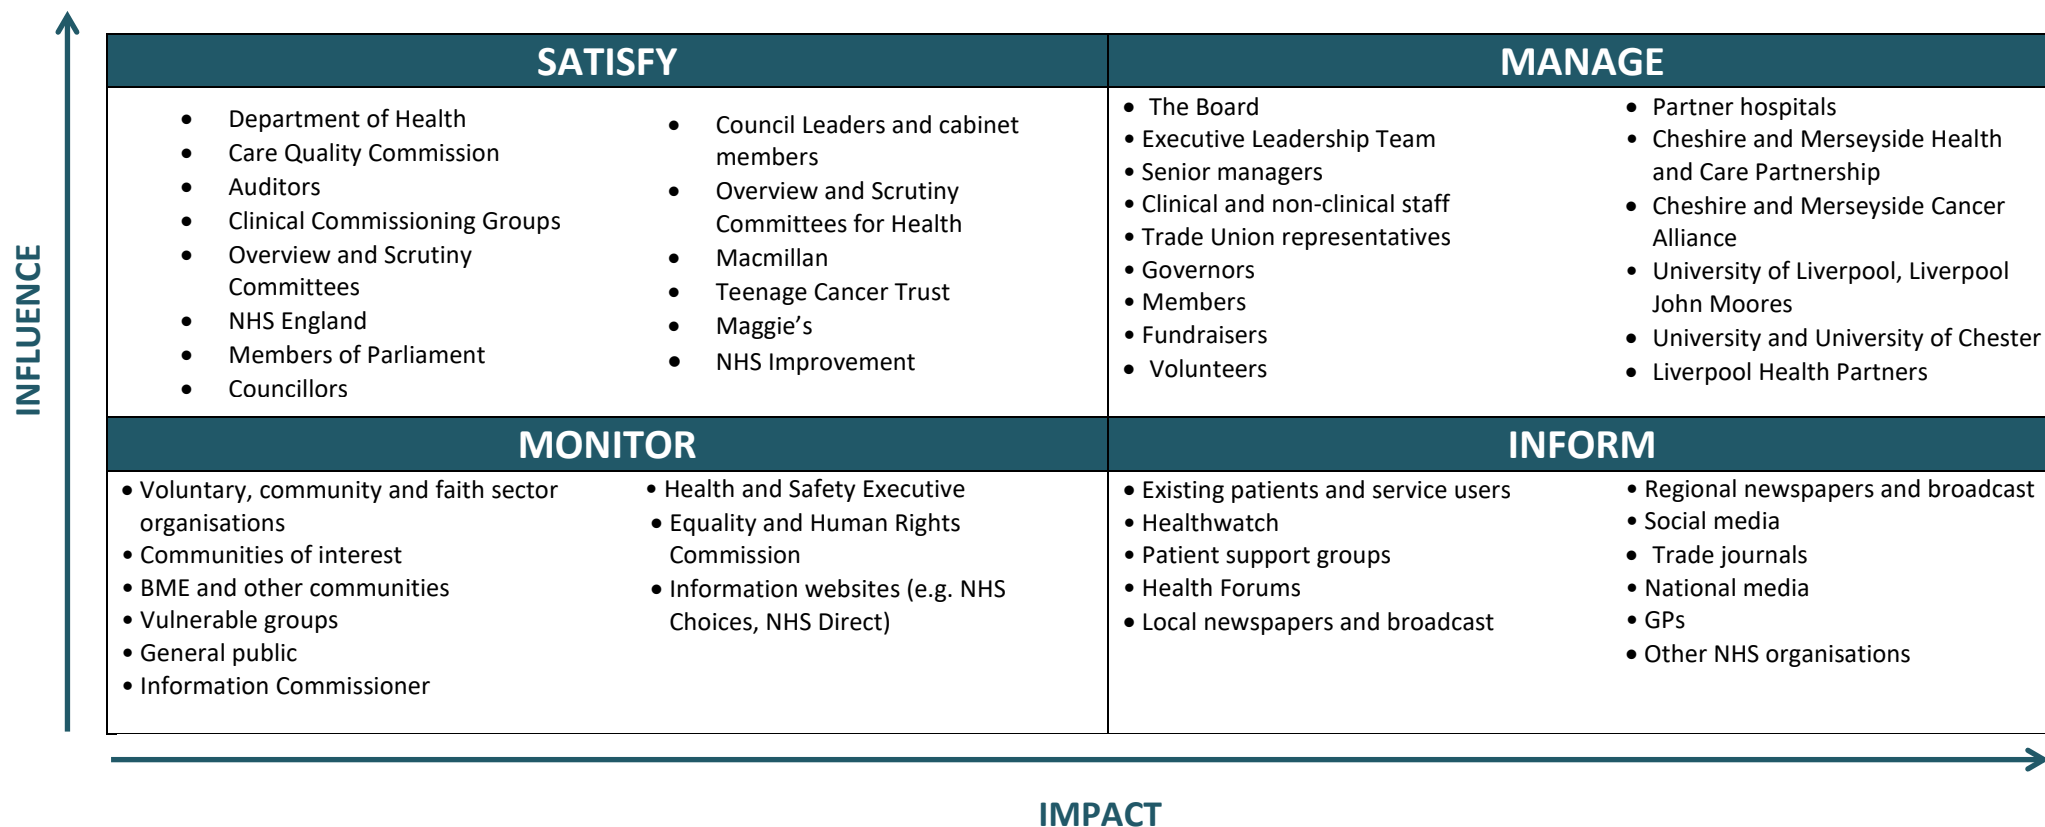 INFLUENCE
SATISFY
• Department of Health
• Care Quality Commission
• Auditors
• Clinical Commissioning Groups
• Overview and Scrutiny
Committees
• NHS England
• Members of Parliament
• Councillors
• Council Leaders and cabinet
members
• Overview and Scrutiny
Committees for Health
• Macmillan
• Teenage Cancer Trust
• Maggie’s
• NHS Improvement
MANAGE
• The Board
• Executive Leadership Team
• Senior managers
• Clinical and non-clinical staff
• Trade Union representatives
• Governors
• Members
• Fundraisers
• Volunteers
• Partner hospitals
• Cheshire and Merseyside Health
and Care Partnership
• Cheshire and Merseyside Cancer
Alliance
• University of Liverpool, Liverpool
John Moores
• University and University of Chester
• Liverpool Health Partners
MONITOR
• Voluntary, community and faith sector
organisations
• Communities of interest
• BME and other communities
• Vulnerable groups
• General public
• Information Commissioner
• Health and Safety Executive
• Equality and Human Rights
Commission
• Information websites (e.g. NHS
Choices, NHS Direct)
INFORM
• Existing patients and service users
• Healthwatch
• Patient support groups
• Health Forums
• Local newspapers and broadcast
• Regional newspapers and broadcast
• Social media
• Trade journals
• National media
• GPs
• Other NHS organisations
IMPACT